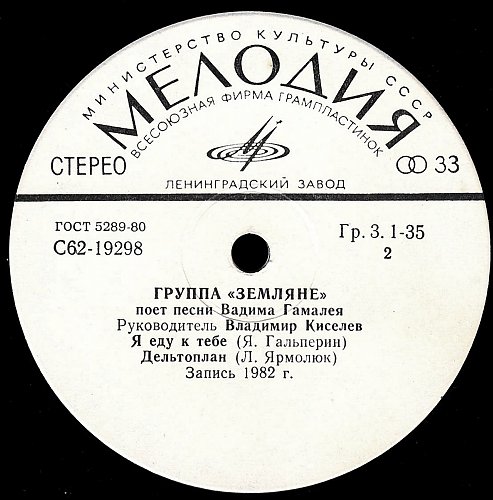 МИНИСТЕРСТВО КУЛЬТУРЫ СССР
МЕЛОДИЯ
ВСЕСОЮЗНАЯ ФИРМА ГРАМПЛАСТИНОК
СТЕРЕО
33
ЛЕНИНГРАДСКИЙ ЗАВОД
ГОСТ 5289-80
С62-19298
Гр. 3. 1-35
2
ГРУППА «ЗЕМЛЯНЕ»
поет песни Вадима Гамалея
Руководитель Владимир Киселев
Я еду к тебе (Я. Гальперин)
Дельтоплан (Л. Ярмолюк)
Запись 1982 г.